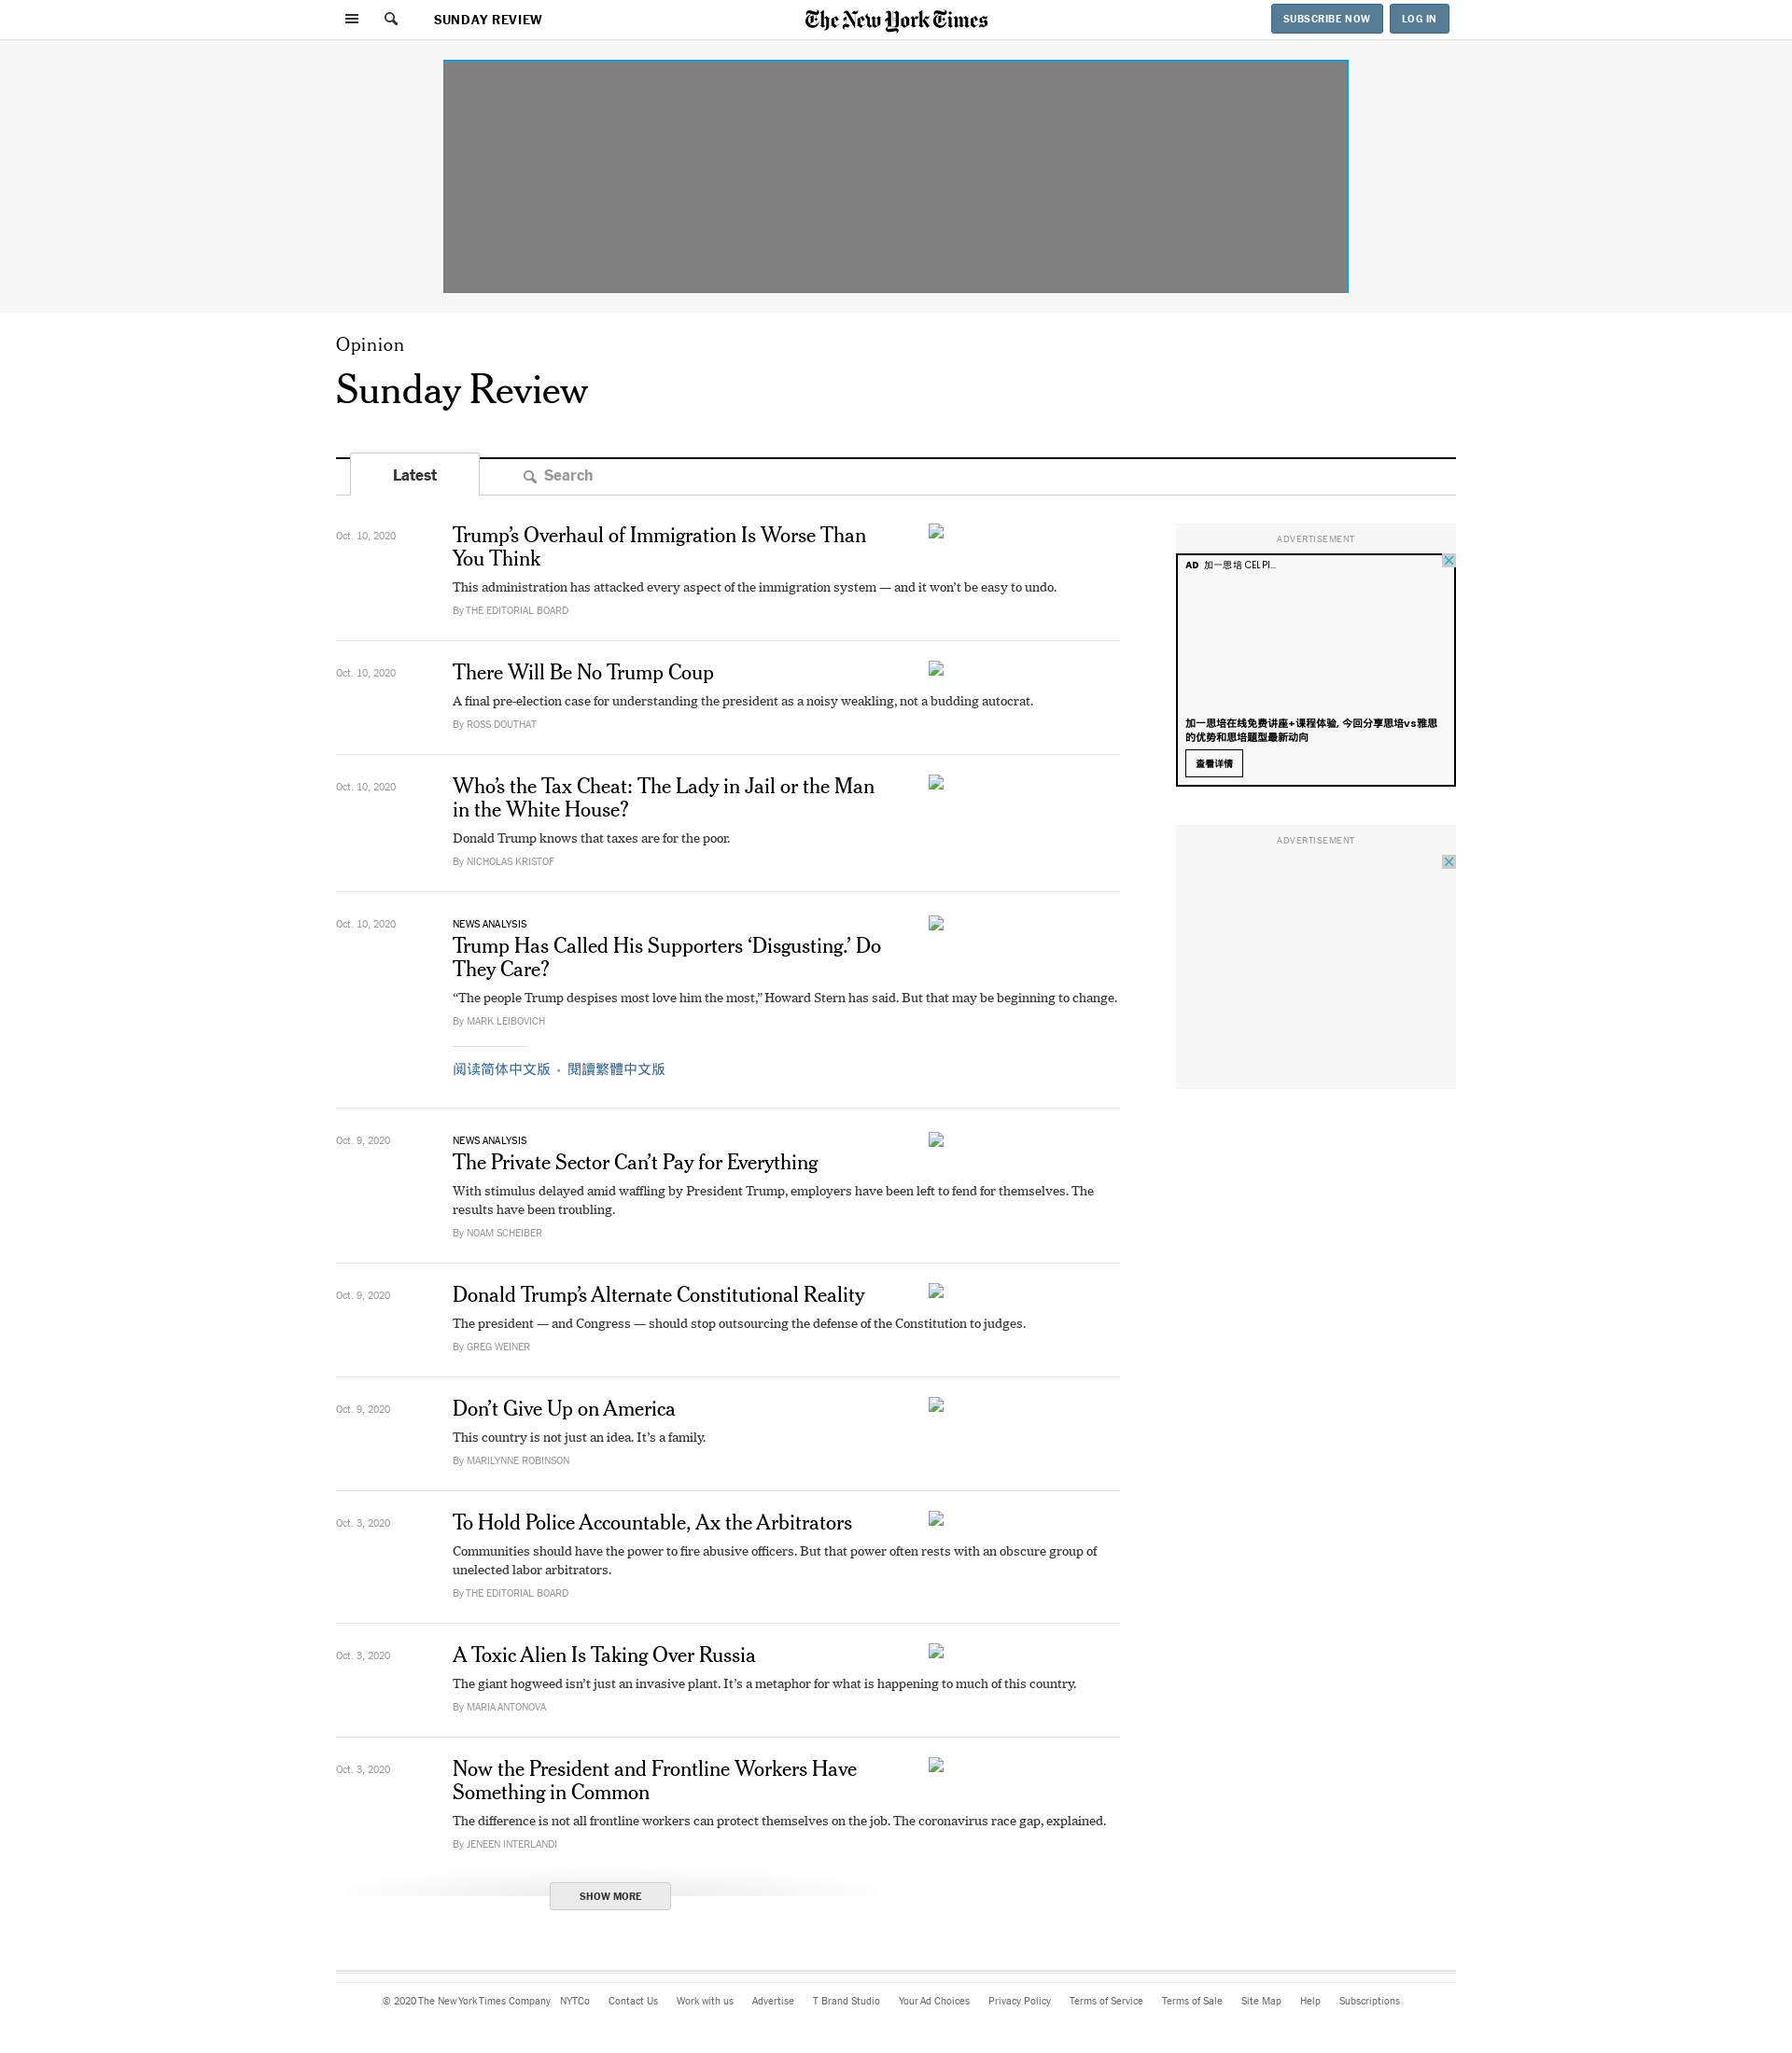 SUNDAY REVIEW
The New York Times
SUBSCRIBE NOW
LOG IN
Opinion
Sunday Review
Latest
Search
Oct. 10, 2020
Trump’s Overhaul of Immigration Is Worse Than
You Think
This administration has attacked every aspect of the immigration system — and it won’t be easy to undo.
By THE EDITORIAL BOARD
Oct. 10, 2020
There Will Be No Trump Coup
A final pre-election case for understanding the president as a noisy weakling, not a budding autocrat.
By ROSS DOUTHAT
Oct. 10, 2020
Who’s the Tax Cheat: The Lady in Jail or the Man
in the White House?
Donald Trump knows that taxes are for the poor.
By NICHOLAS KRISTOF
Oct. 10, 2020
NEWS ANALYSIS
Trump Has Called His Supporters ‘Disgusting.’ Do
They Care?
“The people Trump despises most love him the most,” Howard Stern has said. But that may be beginning to change.
By MARK LEIBOVICH
阅读简体中文版 • 閱讀繁體中文版
Oct. 9, 2020
NEWS ANALYSIS
The Private Sector Can’t Pay for Everything
With stimulus delayed amid waffling by President Trump, employers have been left to fend for themselves. The
results have been troubling.
By NOAM SCHEIBER
Oct. 9, 2020
Donald Trump’s Alternate Constitutional Reality
The president — and Congress — should stop outsourcing the defense of the Constitution to judges.
By GREG WEINER
Oct. 9, 2020
Don’t Give Up on America
This country is not just an idea. It’s a family.
By MARILYNNE ROBINSON
Oct. 3, 2020
To Hold Police Accountable, Ax the Arbitrators
Communities should have the power to fire abusive officers. But that power often rests with an obscure group of
unelected labor arbitrators.
By THE EDITORIAL BOARD
Oct. 3, 2020
A Toxic Alien Is Taking Over Russia
The giant hogweed isn’t just an invasive plant. It’s a metaphor for what is happening to much of this country.
By MARIA ANTONOVA
Oct. 3, 2020
Now the President and Frontline Workers Have
Something in Common
The difference is not all frontline workers can protect themselves on the job. The coronavirus race gap, explained.
By JENEEN INTERLANDI
SHOW MORE
ADVERTISEMENT
AD 加一思培 CELPI...
加一思培在线免费讲座+课程体验, 今回分享思培vs雅思
的优势和思培题型最新动向
查看详情
ADVERTISEMENT
© 2020 The New York Times Company NYTCo Contact Us Work with us Advertise T Brand Studio Your Ad Choices Privacy Policy Terms of Service Terms of Sale Site Map Help Subscriptions